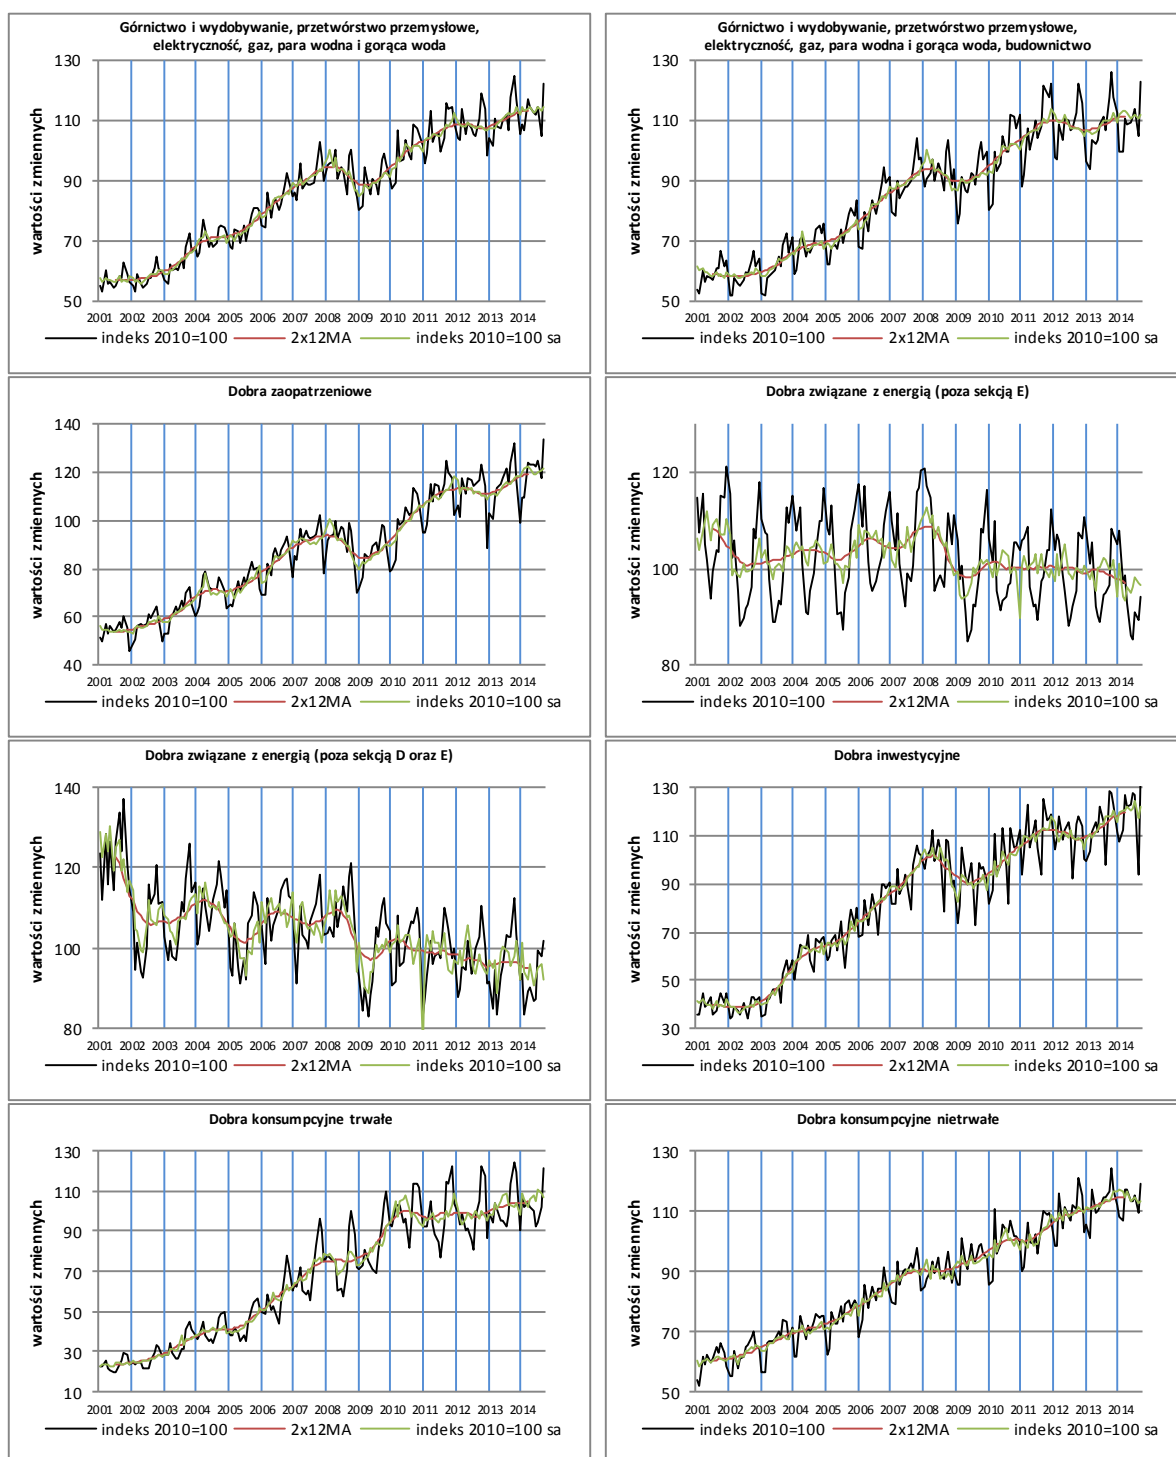 Górnictwo i wydobywanie, przetwórstwo przemysłowe,
elektryczność, gaz, para wodna i gorąca woda
wartości zmiennych
130
110
90
70
50
2001 2002 2003 2004 2005 2006 2007 2008 2009 2010 2011 2012 2013 2014
indeks 2010=100 2x12MA indeks 2010=100 sa
Górnictwo i wydobywanie, przetwórstwo przemysłowe,
elektryczność, gaz, para wodna i gorąca woda, budownictwo
wartości zmiennych
130
110
90
70
50
2001 2002 2003 2004 2005 2006 2007 2008 2009 2010 2011 2012 2013 2014
indeks 2010=100 2x12MA indeks 2010=100 sa
Dobra zaopatrzeniowe
wartości zmiennych
140
120
100
80
60
40
2001 2002 2003 2004 2005 2006 2007 2008 2009 2010 2011 2012 2013 2014
indeks 2010=100 2x12MA indeks 2010=100 sa
Dobra związane z energią (poza sekcją E)
wartości zmiennych
120
100
80
2001 2002 2003 2004 2005 2006 2007 2008 2009 2010 2011 2012 2013 2014
indeks 2010=100 2x12MA indeks 2010=100 sa
Dobra związane z energią (poza sekcją D oraz E)
wartości zmiennych
140
120
100
80
2001 2002 2003 2004 2005 2006 2007 2008 2009 2010 2011 2012 2013 2014
indeks 2010=100 2x12MA indeks 2010=100 sa
Dobra inwestycyjne
wartości zmiennych
130
110
90
70
50
30
2001 2002 2003 2004 2005 2006 2007 2008 2009 2010 2011 2012 2013 2014
indeks 2010=100 2x12MA indeks 2010=100 sa
Dobra konsumpcyjne trwałe
wartości zmiennych
130
110
90
70
50
30
10
2001 2002 2003 2004 2005 2006 2007 2008 2009 2010 2011 2012 2013 2014
indeks 2010=100 2x12MA indeks 2010=100 sa
Dobra konsumpcyjne nietrwałe
wartości zmiennych
130
110
90
70
50
2001 2002 2003 2004 2005 2006 2007 2008 2009 2010 2011 2012 2013 2014
indeks 2010=100 2x12MA indeks 2010=100 sa